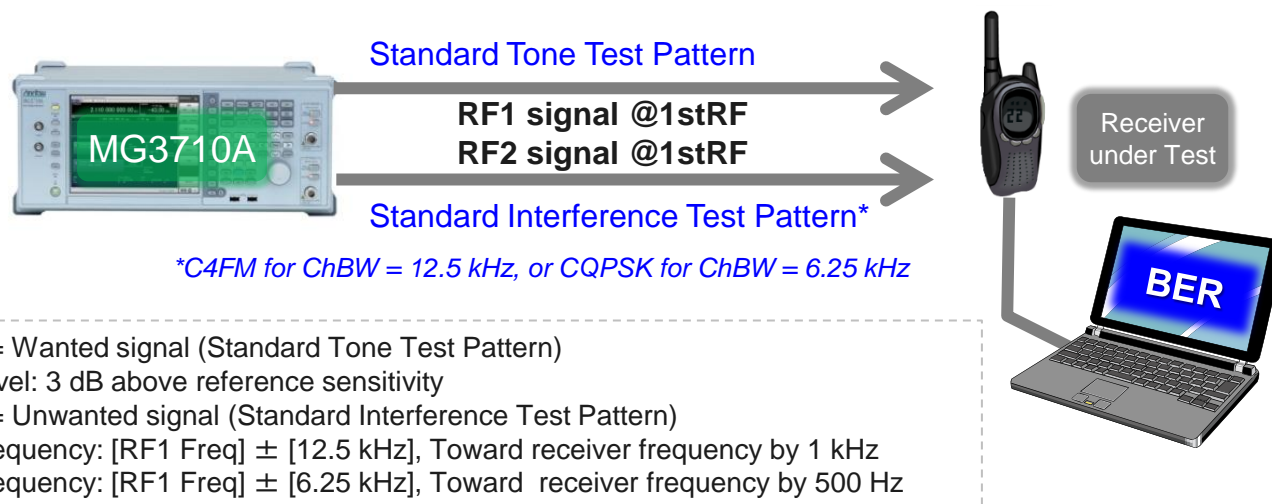 Standard Tone Test Pattern
RF1 signal @1stRF
RF2 signal @1stRF
MG3710A
Standard Interference Test Pattern*
*C4FM for ChBW = 12.5 kHz, or CQPSK for ChBW = 6.25 kHz
Receiver
under Test
22
BER
= Wanted signal (Standard Tone Test Pattern)
vel: 3 dB above reference sensitivity
= Unwanted signal (Standard Interference Test Pattern)
equency: [RF1 Freq] ± [12.5 kHz], Toward receiver frequency by 1 kHz
equency: [RF1 Freq] ± [6.25 kHz], Toward  receiver frequency by 500 Hz